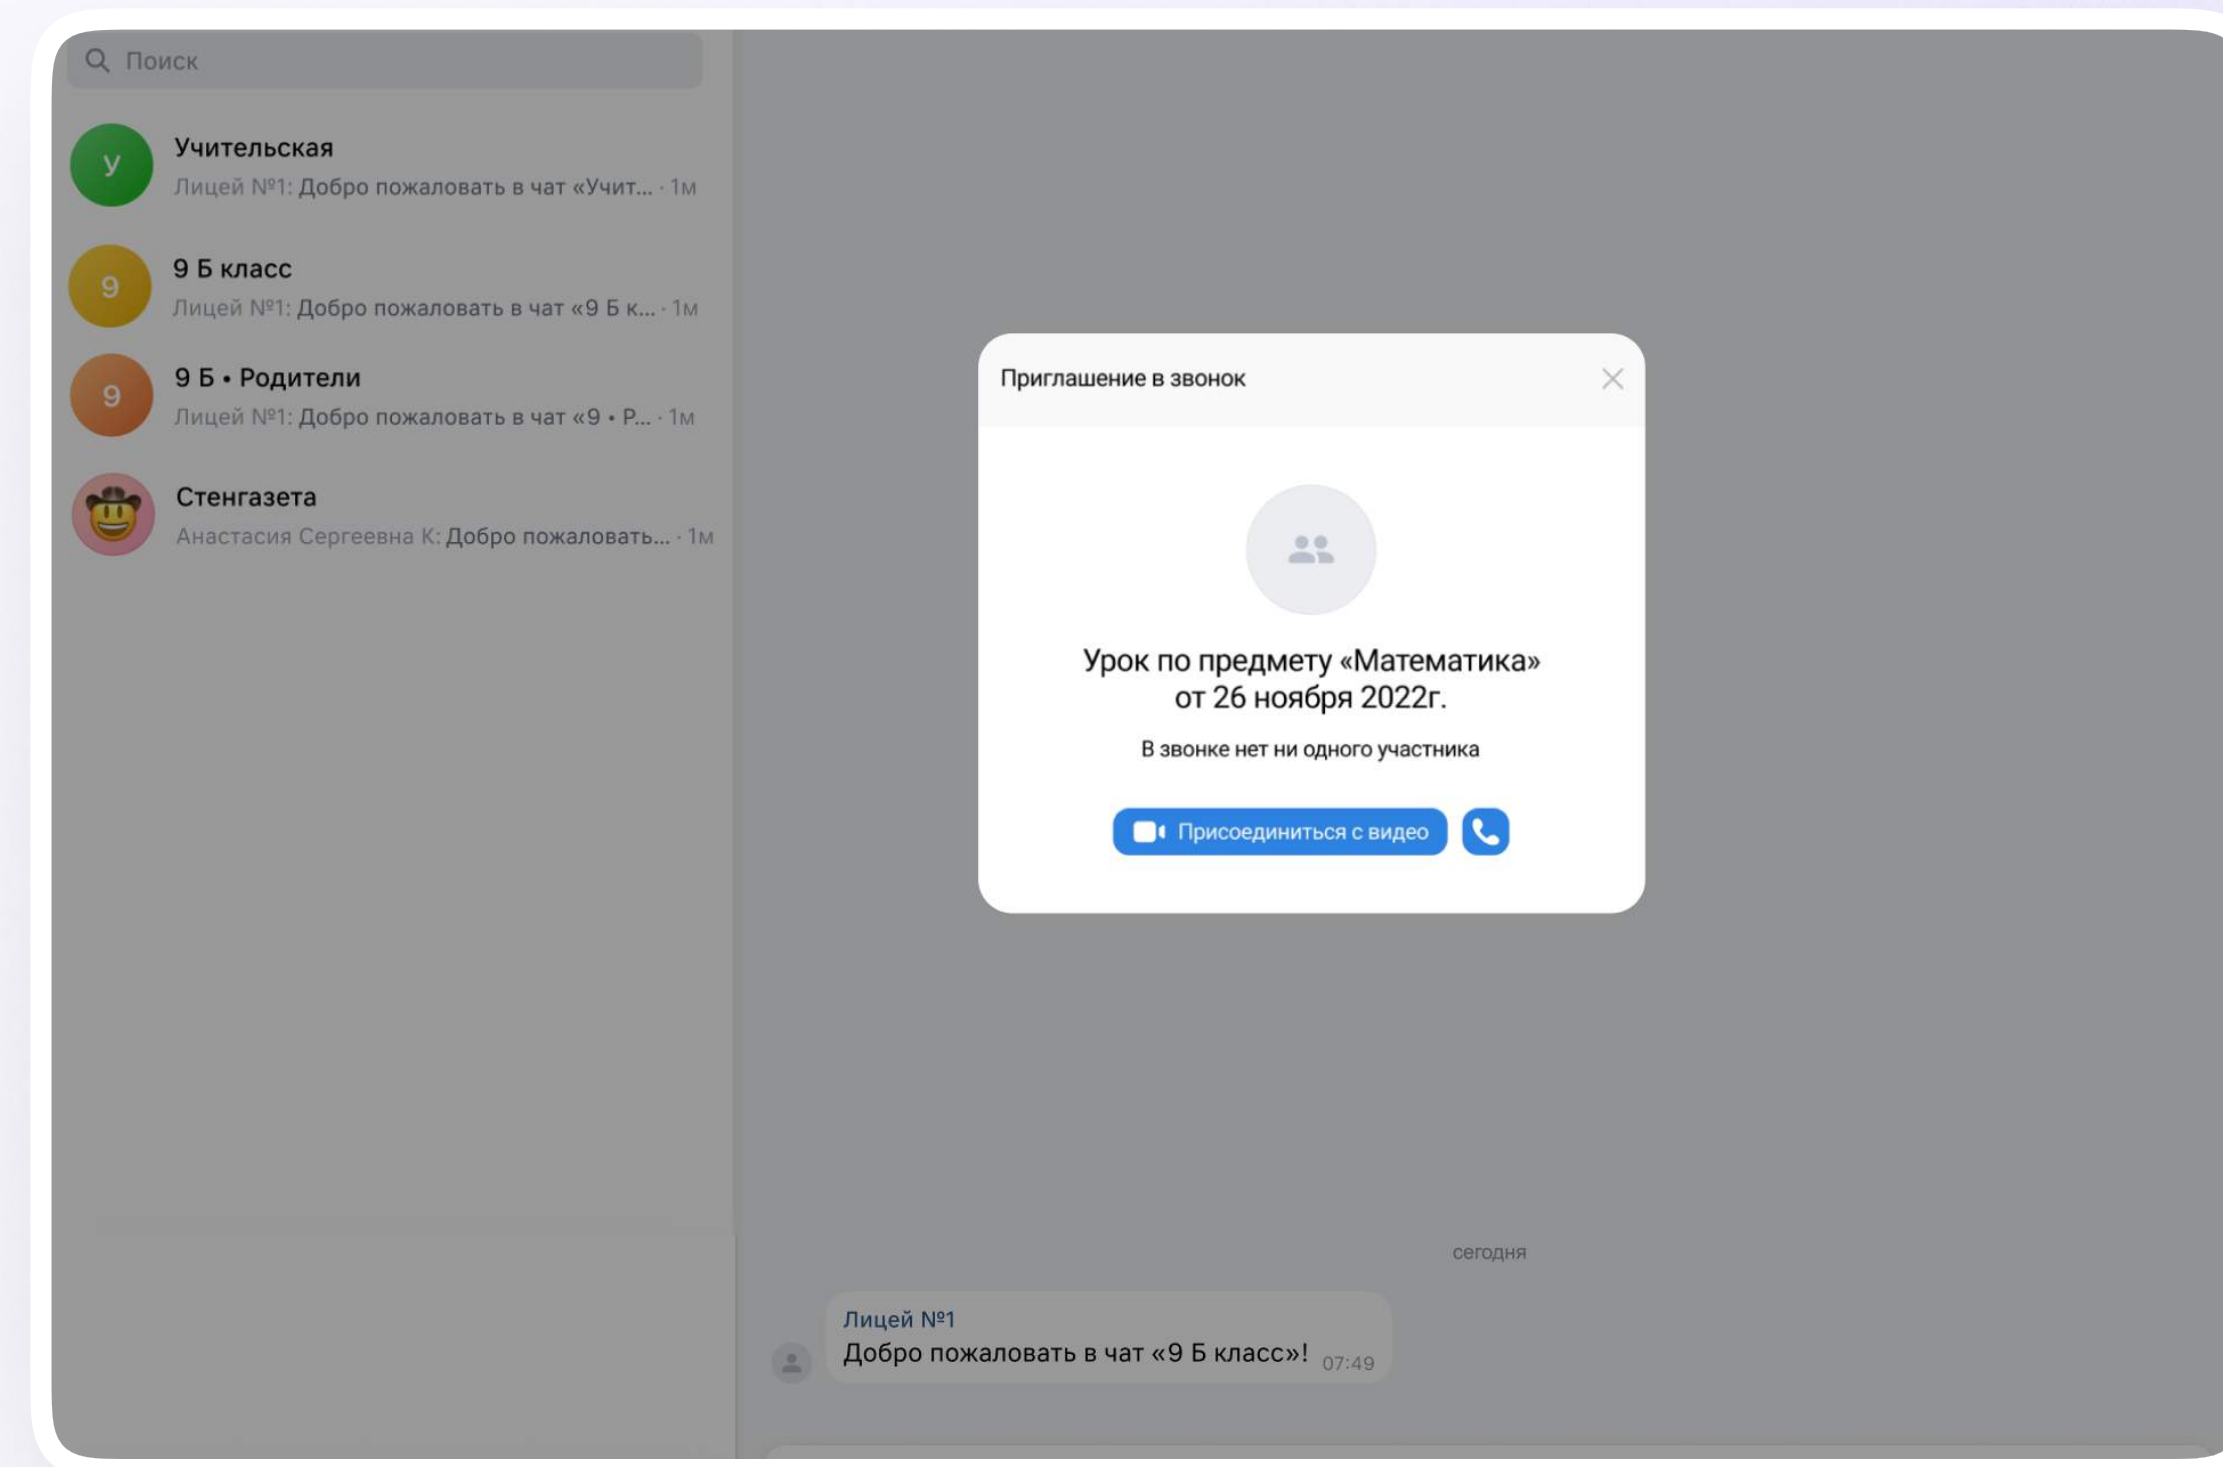 Поиск
У
Учительская
Лицей №1: Добро пожаловать в чат «Учит... · 1м
9
9 Б класс
Лицей №1: Добро пожаловать в чат «9 Б к... · 1м
9
9 Б • Родители
Лицей №1: Добро пожаловать в чат «9 • Р... · 1м
Стенгазета
Анастасия Сергеевна К: Добро пожаловать... · 1м
Приглашение в звонок
Урок по предмету «Математика»
от 26 ноября 2022г.
В звонке нет ни одного участника
Присоединиться с видео
сегодня
Лицей №1
Добро пожаловать в чат «9 Б класс»! 07:49